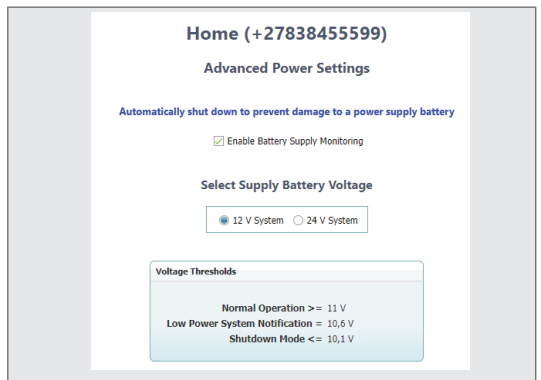 Home (+27838455599)
Advanced Power Settings
Automatically shut down to prevent damage to a power supply battery
Enable Battery Supply Monitoring
Select Supply Battery Voltage
12 V System 24 V System
Voltage Thresholds
Normal Operation >= 11 V
Low Power System Notification = 10,6 V
Shutdown Mode <= 10,1 V